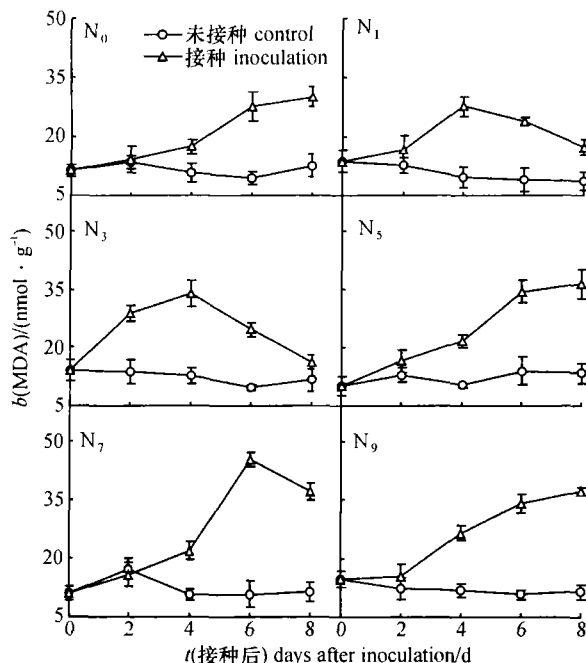 50
35
20
5
N₀
未接种 control
接种 inoculation
N₁
50
35
20
5
N₃
N₅
50
35
20
5
N₇
N₉
0 2 4 6 8 0 2 4 6 8
b(MDA)/(nmol · g⁻¹)
t(接种后) days after inoculation/d